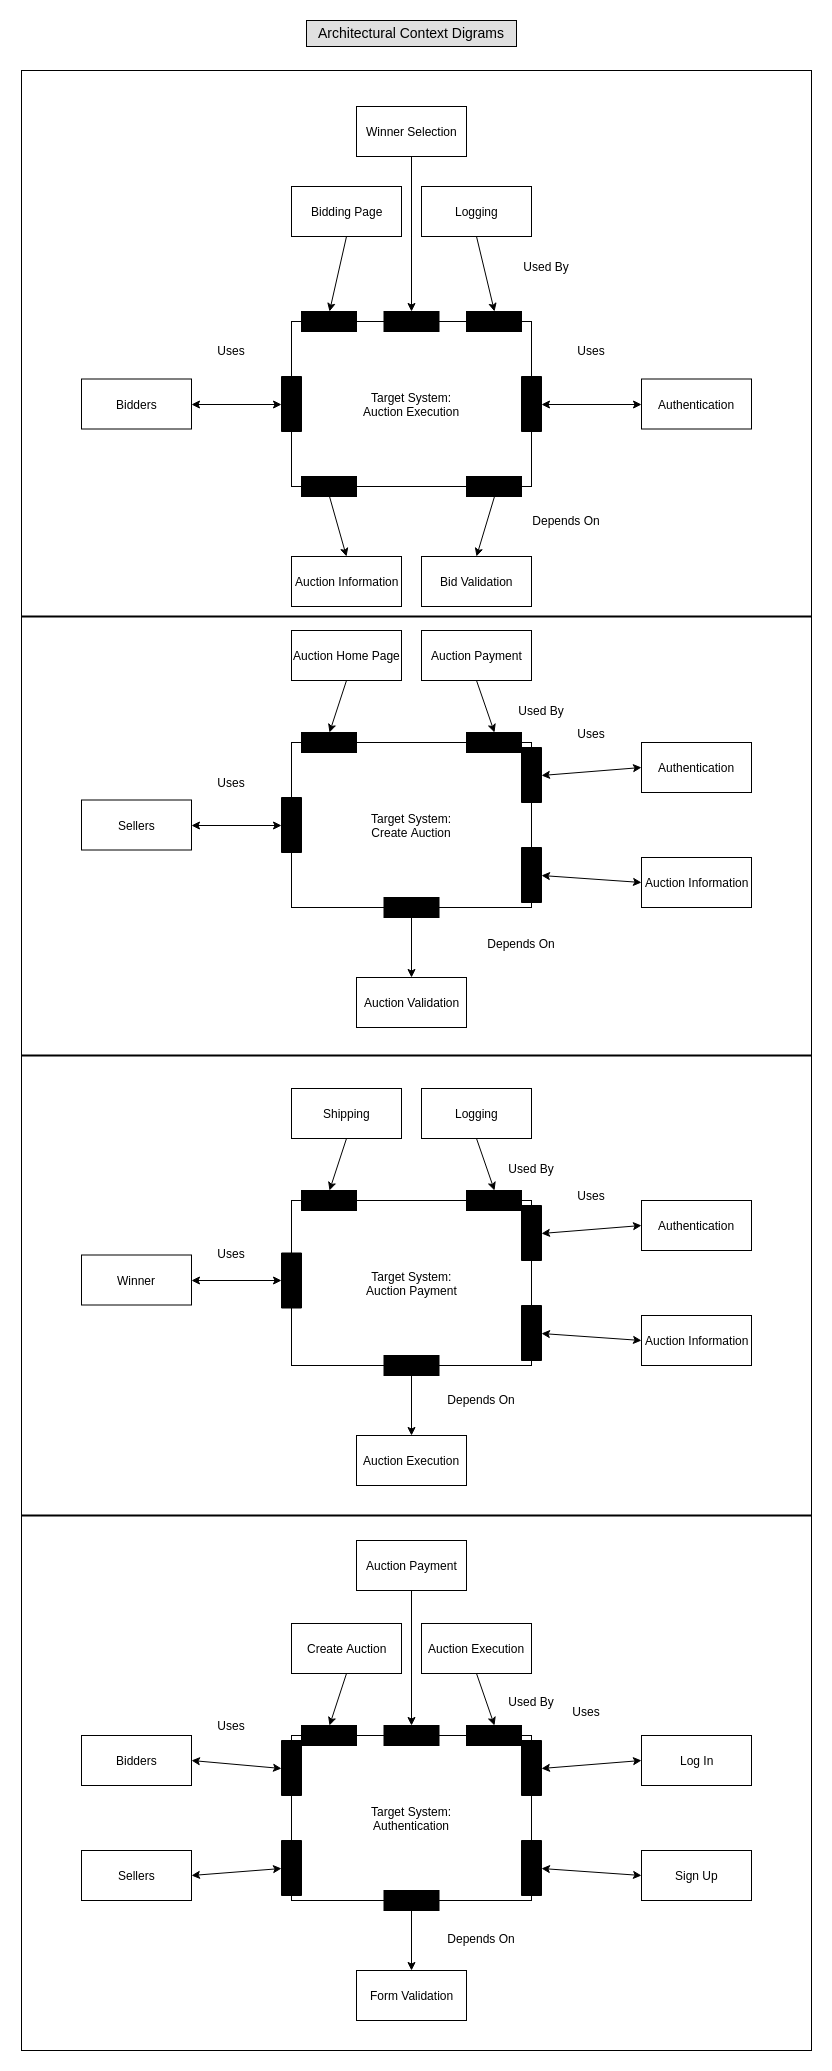 Architectural Context Digrams
Winner Selection
Bidding Page
Logging
Used By
Uses
Uses
Bidders
Target System:
Auction Execution
Authentication
Depends On
Auction Information
Bid Validation
Auction Home Page
Auction Payment
Used By
Uses
Authentication
Uses
Sellers
Target System:
Create Auction
Auction Information
Depends On
Auction Validation
Shipping
Logging
Used By
Uses
Authentication
Uses
Winner
Target System:
Auction Payment
Auction Information
Depends On
Auction Execution
Auction Payment
Create Auction
Auction Execution
Used By
Uses
Uses
Bidders
Log In
Target System:
Authentication
Sellers
Sign Up
Depends On
Form Validation